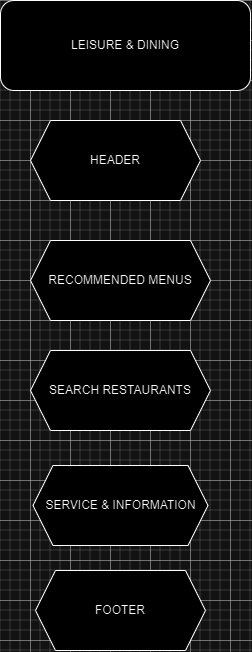 LEISURE & DINING
HEADER
RECOMMENDED MENUS
SEARCH RESTAURANTS
SERVICE & INFORMATION
FOOTER